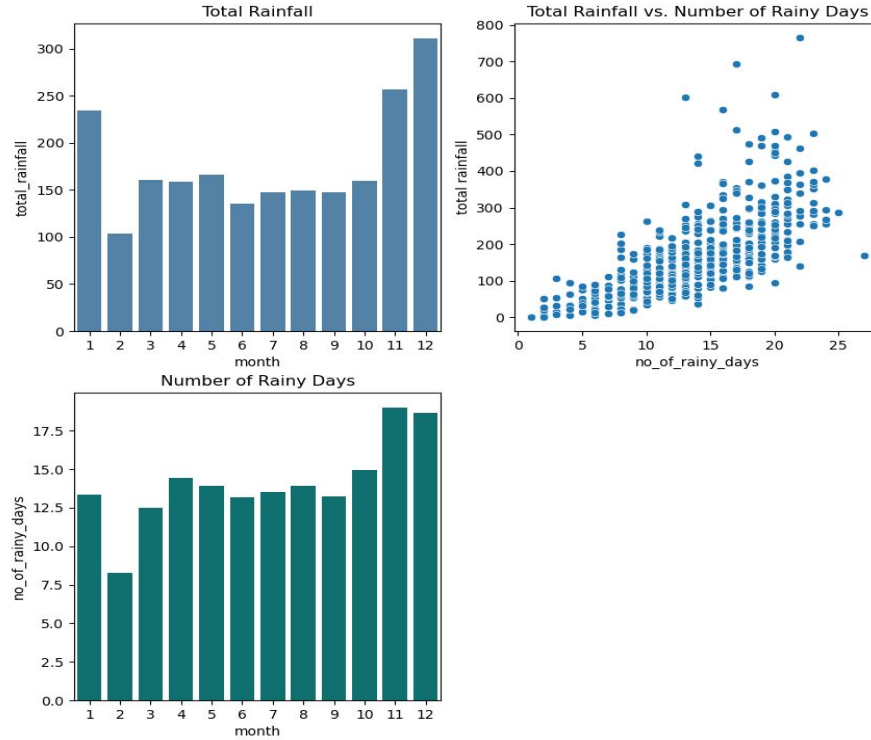 Total Rainfall
300
250
200
150
100
50
0
total_rainfall
1 2 3 4 5 6 7 8 9 10 11 12
month
Total Rainfall vs. Number of Rainy Days
800
700
600
500
400
300
200
100
0
total rainfall
0 5 10 15 20 25
no_of_rainy_days
Number of Rainy Days
17.5
15.0
12.5
10.0
7.5
5.0
2.5
0.0
no_of_rainy_days
1 2 3 4 5 6 7 8 9 10 11 12
month